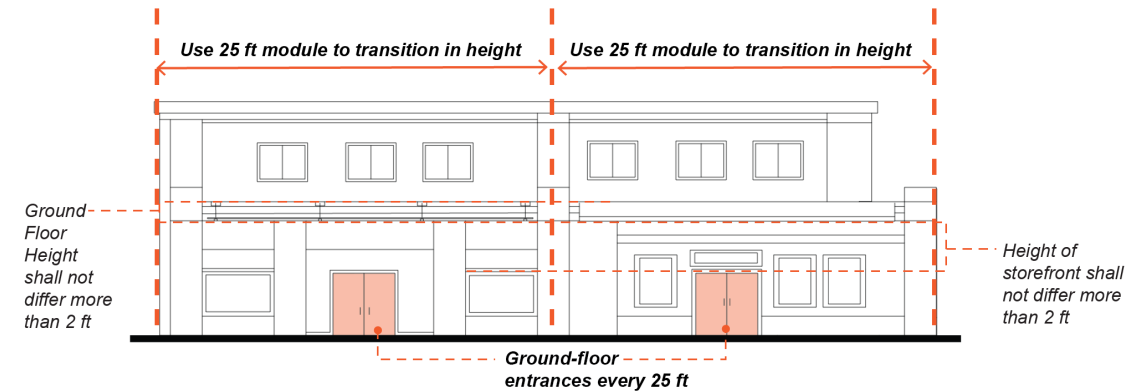 Use 25 ft module to transition in height
Use 25 ft module to transition in height
Ground
Floor
Height
shall not
differ more
than 2 ft
Height of
storefront shall
not differ more
than 2 ft
Ground-floor
entrances every 25 ft